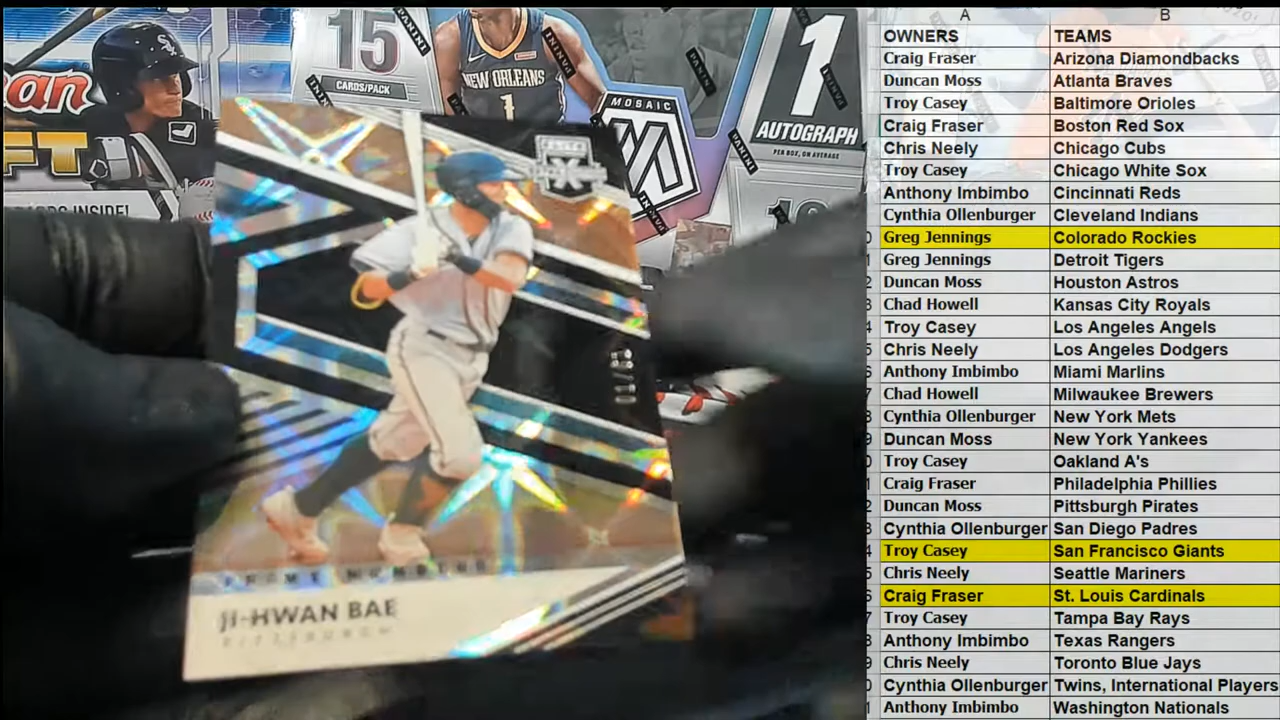 an
FT
15
CARDS/PACK
PANINI
NEW ORLEANS
1
MOSAIC
1
AUTOGRAPH
PER BOX, ON AVERAGE
PANINI
X
PRIME NUMBERS
JI-HWAN BAE
PITTSBURGH
A B
OWNERS TEAMS
Craig Fraser Arizona Diamondbacks
Duncan Moss Atlanta Braves
Troy Casey Baltimore Orioles
Craig Fraser Boston Red Sox
Chris Neely Chicago Cubs
Troy Casey Chicago White Sox
Anthony Imbimbo Cincinnati Reds
Cynthia Ollenburger Cleveland Indians
Greg Jennings Colorado Rockies
Greg Jennings Detroit Tigers
Duncan Moss Houston Astros
Chad Howell Kansas City Royals
Troy Casey Los Angeles Angels
Chris Neely Los Angeles Dodgers
Anthony Imbimbo Miami Marlins
Chad Howell Milwaukee Brewers
Cynthia Ollenburger New York Mets
Duncan Moss New York Yankees
Troy Casey Oakland A's
Craig Fraser Philadelphia Phillies
Duncan Moss Pittsburgh Pirates
Cynthia Ollenburger San Diego Padres
Troy Casey San Francisco Giants
Chris Neely Seattle Mariners
Craig Fraser St. Louis Cardinals
Troy Casey Tampa Bay Rays
Anthony Imbimbo Texas Rangers
Chris Neely Toronto Blue Jays
Cynthia Ollenburger Twins, International Players
Anthony Imbimbo Washington Nationals